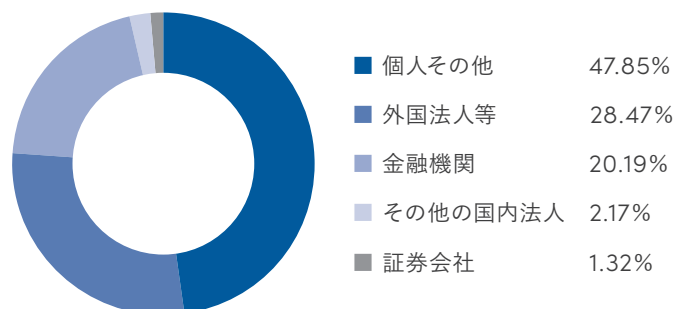 個人その他 47.85%
外国法人等 28.47%
金融機関 20.19%
その他の国内法人 2.17%
証券会社 1.32%